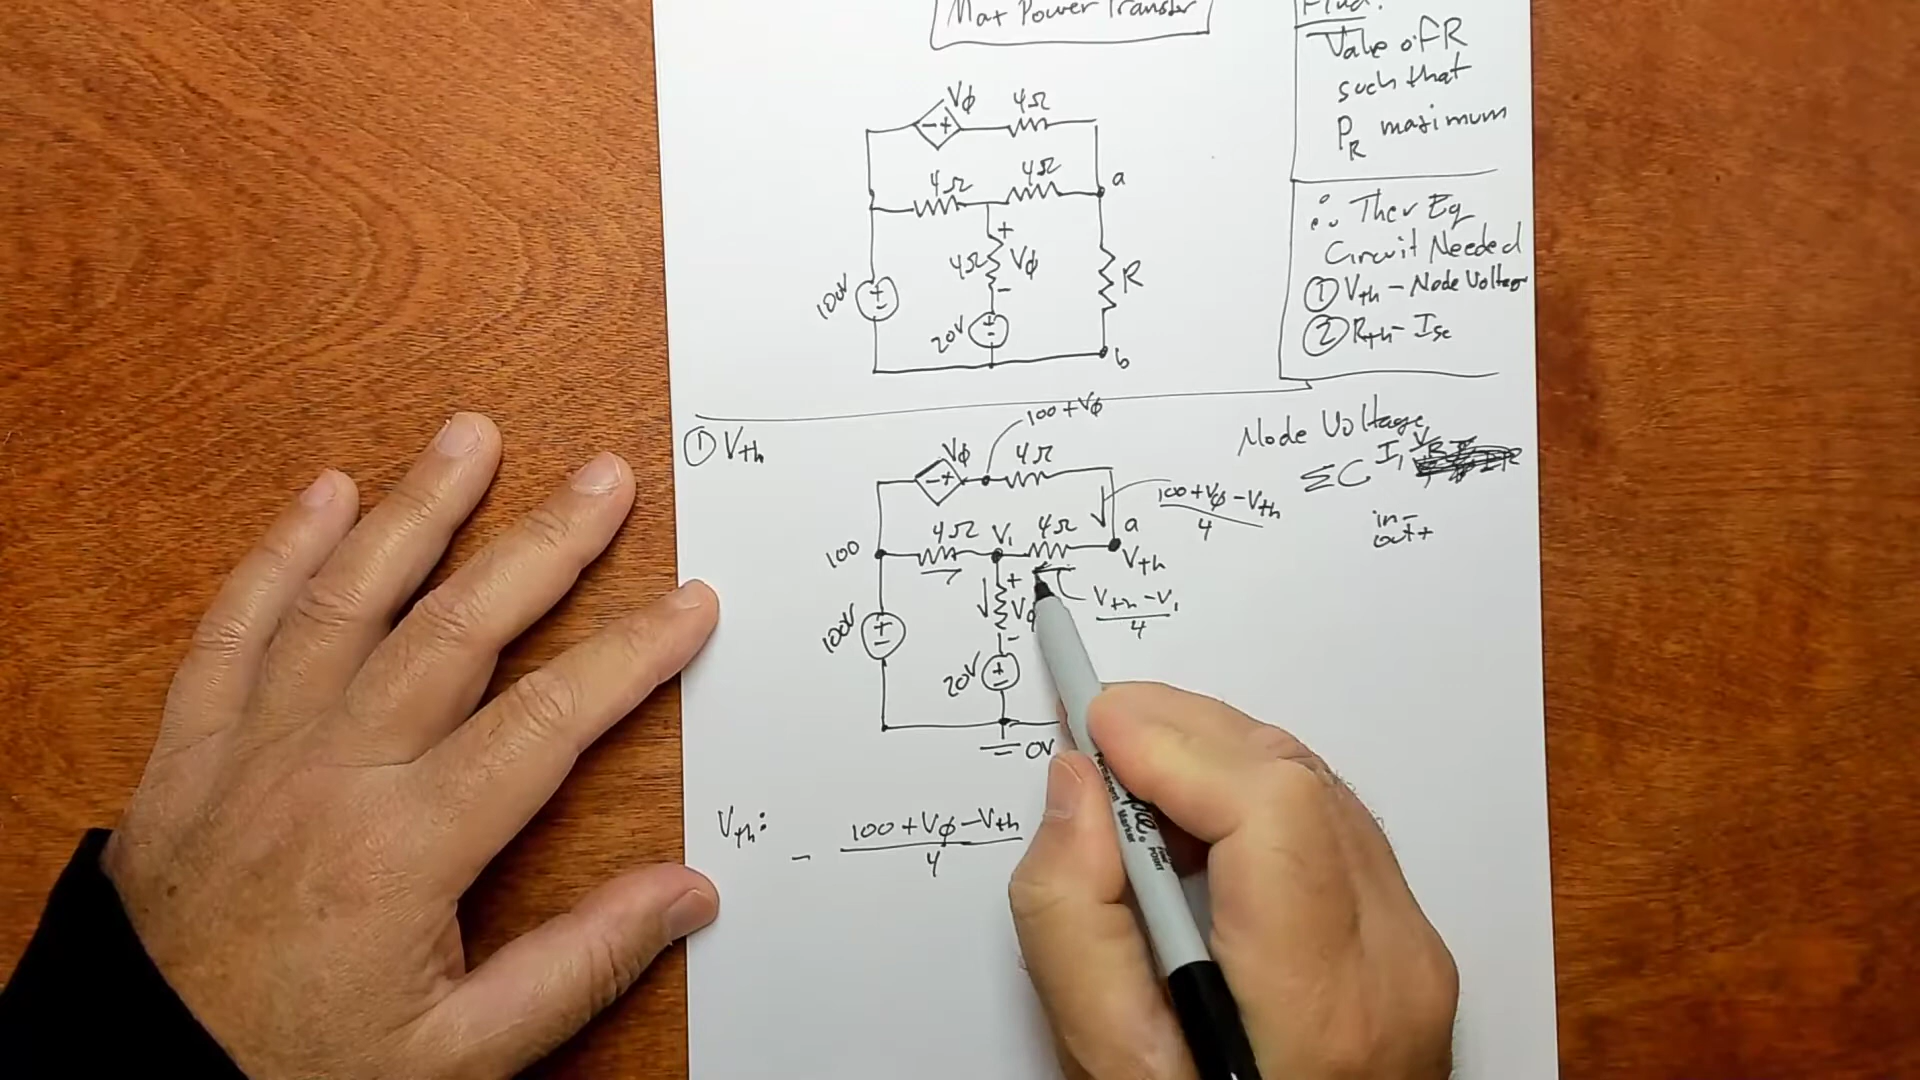 Max Power Transfer
Find:
Value of R
such that
P_R maximum
∴ Thev Eq
Circuit Needed
① Vth - Node Voltage
② Rth - Isc
Vϕ
4Ω
- +
4Ω
4Ω
a
+
4Ω
Vϕ
-
R
100V
+
-
20V
+
-
b
① Vth
100+Vϕ
Node Voltage
ΣC
I, V
in -
out +
Vϕ
4Ω
- +
100+Vϕ-Vth
4
4Ω
V₁
4Ω
a
100
Vth
+
Vϕ
-
Vth-V₁
4
100V
+
-
20V
+
-
0V
Vth:
- 100+Vϕ-Vth
4